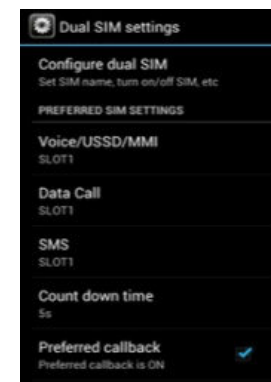 Dual SIM settings
Configure dual SIM
Set SIM name, turn on/off SIM, etc
PREFERRED SIM SETTINGS
Voice/USSD/MMI
SLOT1
Data Call
SLOT1
SMS
SLOT1
Count down time
5s
Preferred callback
Preferred callback is ON